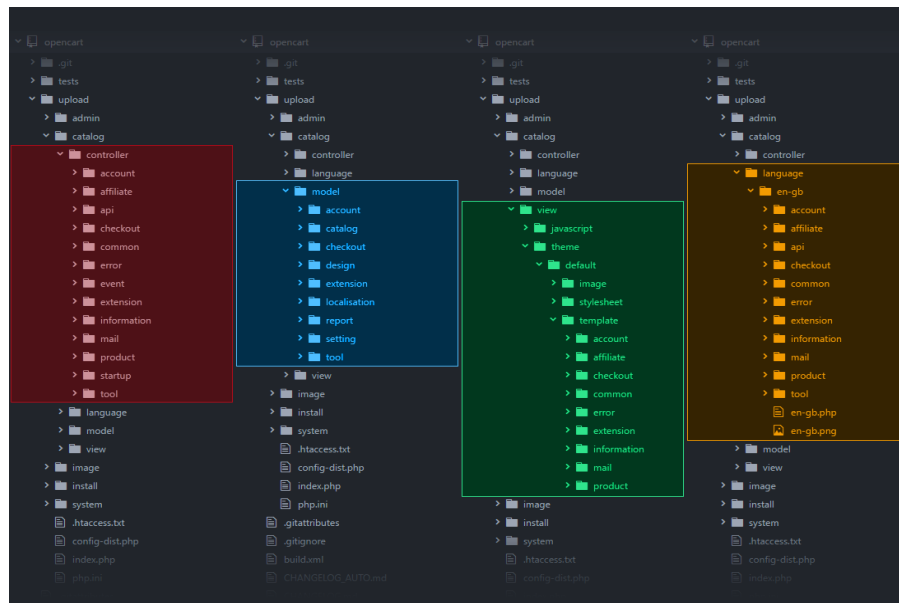 opencart
.git
tests
upload
admin
catalog
controller
account
affiliate
api
checkout
common
error
event
extension
information
mail
product
startup
tool
language
model
view
image
install
system
.htaccess.txt
config-dist.php
index.php
php.ini
opencart
.git
tests
upload
admin
catalog
controller
language
model
account
catalog
checkout
design
extension
localisation
report
setting
tool
view
image
install
system
.htaccess.txt
config-dist.php
index.php
php.ini
.gitattributes
.gitignore
build.xml
CHANGELOG_AUTO.md
opencart
.git
tests
upload
admin
catalog
controller
language
model
view
javascript
theme
default
image
stylesheet
template
account
affiliate
checkout
common
error
extension
information
mail
product
image
install
system
.htaccess.txt
config-dist.php
opencart
.git
tests
upload
admin
catalog
controller
language
en-gb
account
affiliate
api
checkout
common
error
extension
information
mail
product
tool
en-gb.php
en-gb.png
model
view
image
install
system
.htaccess.txt
config-dist.php
index.php